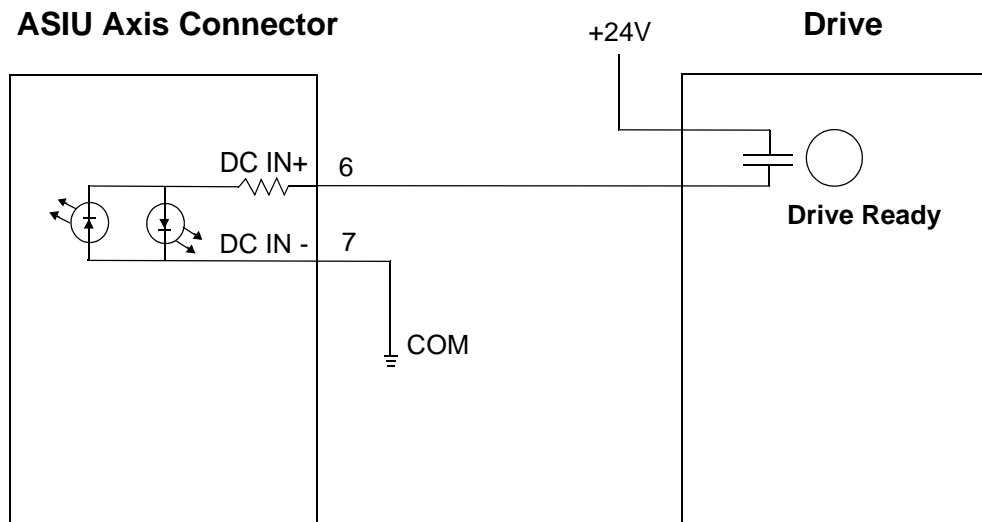 ASIU Axis Connector
+24V
Drive
DC IN+
6
Drive Ready
DC IN -
7
COM